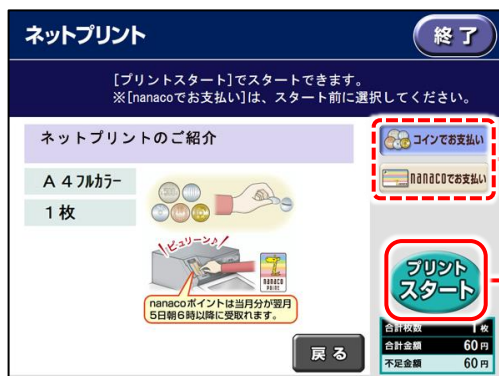 ネットプリント
終了
[プリントスタート]でスタートできます。
※[nanacoでお支払い]は、スタート前に選択してください。
ネットプリントのご紹介
A4フルカラー
1枚
コインでお支払い
nanacoでお支払い
ピュリーン♪
nanaco
POINT
nanacoポイントは当月分が翌月
5日朝6時以降に受取れます。
プリント
スタート
戻る
合計枚数 1枚
合計金額 60円
不足金額 60円